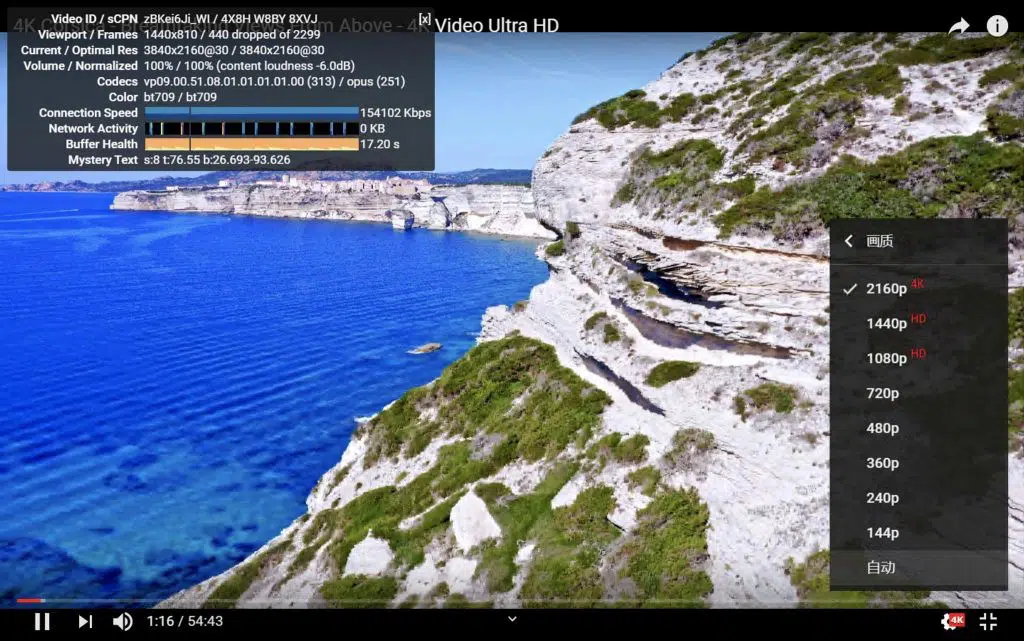 4K Corsica - Breathtaking Views From Above - 4K Video Ultra HD
Video ID / sCPN zBKei6Ji_WI / 4X8H W8BY 8XVJ [x]
Viewport / Frames 1440x810 / 440 dropped of 2299
Current / Optimal Res 3840x2160@30 / 3840x2160@30
Volume / Normalized 100% / 100% (content loudness -6.0dB)
Codecs vp09.00.51.08.01.01.01.01.00 (313) / opus (251)
Color bt709 / bt709
Connection Speed 154102 Kbps
Network Activity 0 KB
Buffer Health 17.20 s
Mystery Text s:8 t:76.55 b:26.693-93.626
画质
2160p 4K
1440p HD
1080p HD
720p
480p
360p
240p
144p
自动
1:16 / 54:43
4K